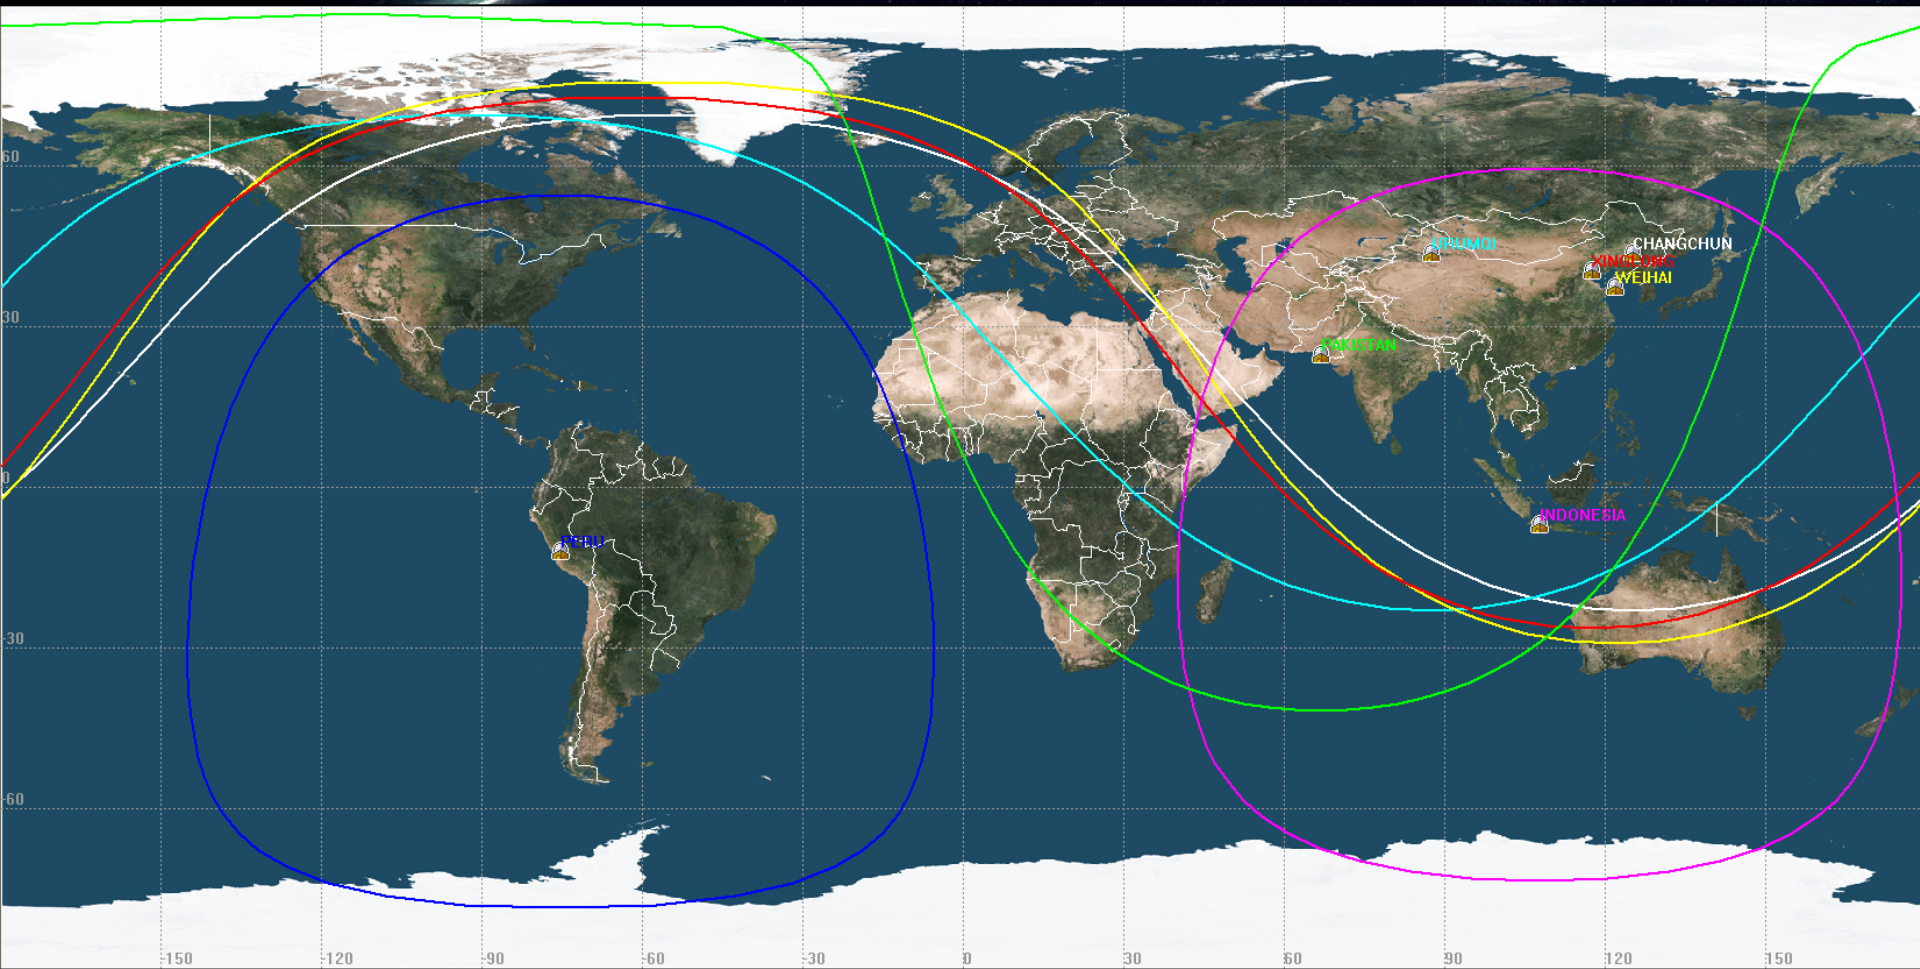 60
URUMQI
CHANGCHUN
XINGLONG
WEIHAI
30
PAKISTAN
0
INDONESIA
PERU
-30
-60
-150 -120 -90 -60 -30 0 30 60 90 120 150